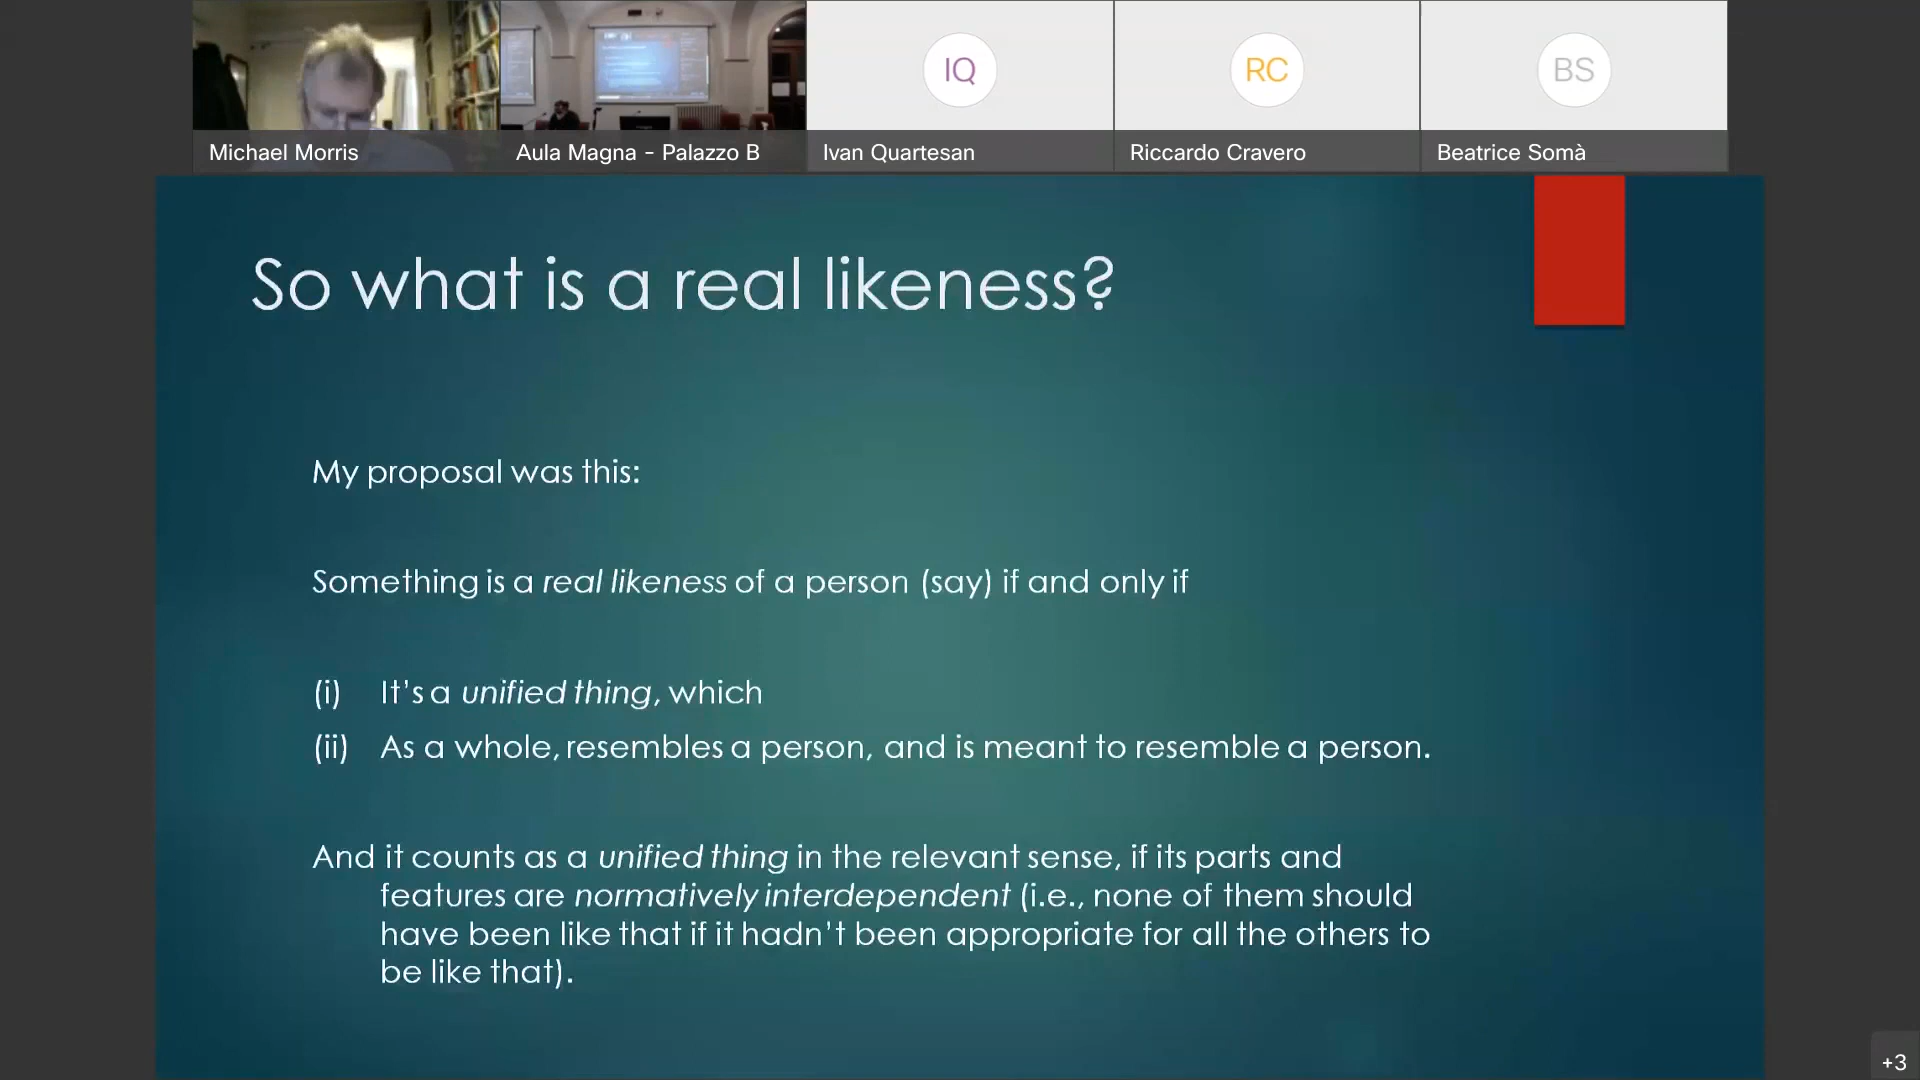 IQ
RC
BS
Michael Morris
Aula Magna - Palazzo B
Ivan Quartesan
Riccardo Cravero
Beatrice Somà
So what is a real likeness?
My proposal was this:
Something is a real likeness of a person (say) if and only if
(i) It's a unified thing, which
(ii) As a whole, resembles a person, and is meant to resemble a person.
And it counts as a unified thing in the relevant sense, if its parts and
features are normatively interdependent (i.e., none of them should
have been like that if it hadn't been appropriate for all the others to
be like that).
+3